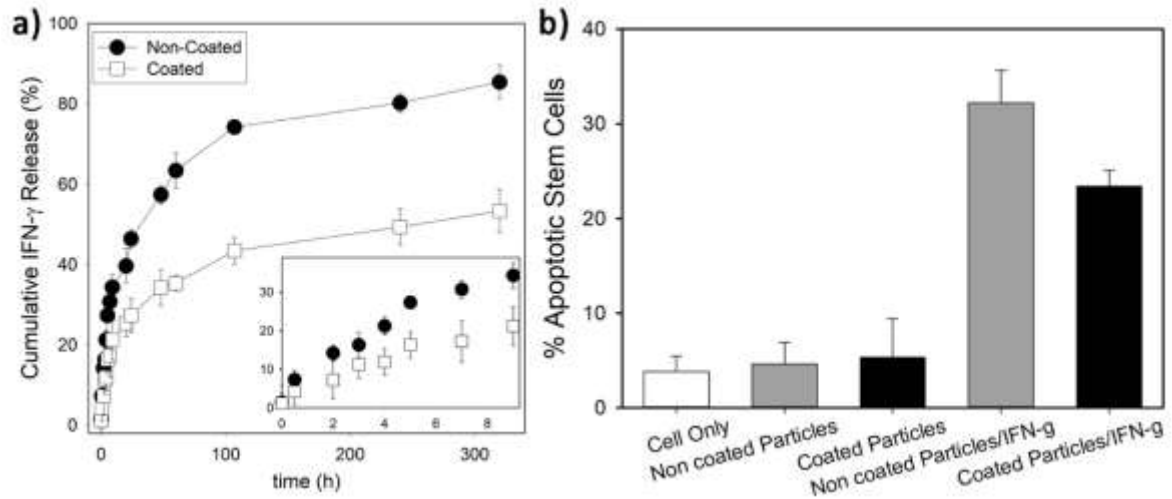 a)
Cumulative IFN-γ Release (%)
100
80
60
40
20
0
Non-Coated
Coated
30
20
10
0
0 2 4 6 8
0 100 200 300
time (h)
b)
% Apoptotic Stem Cells
40
30
20
10
0
Cell Only
Non coated Particles
Coated Particles
Non coated Particles/IFN-g
Coated Particles/IFN-g